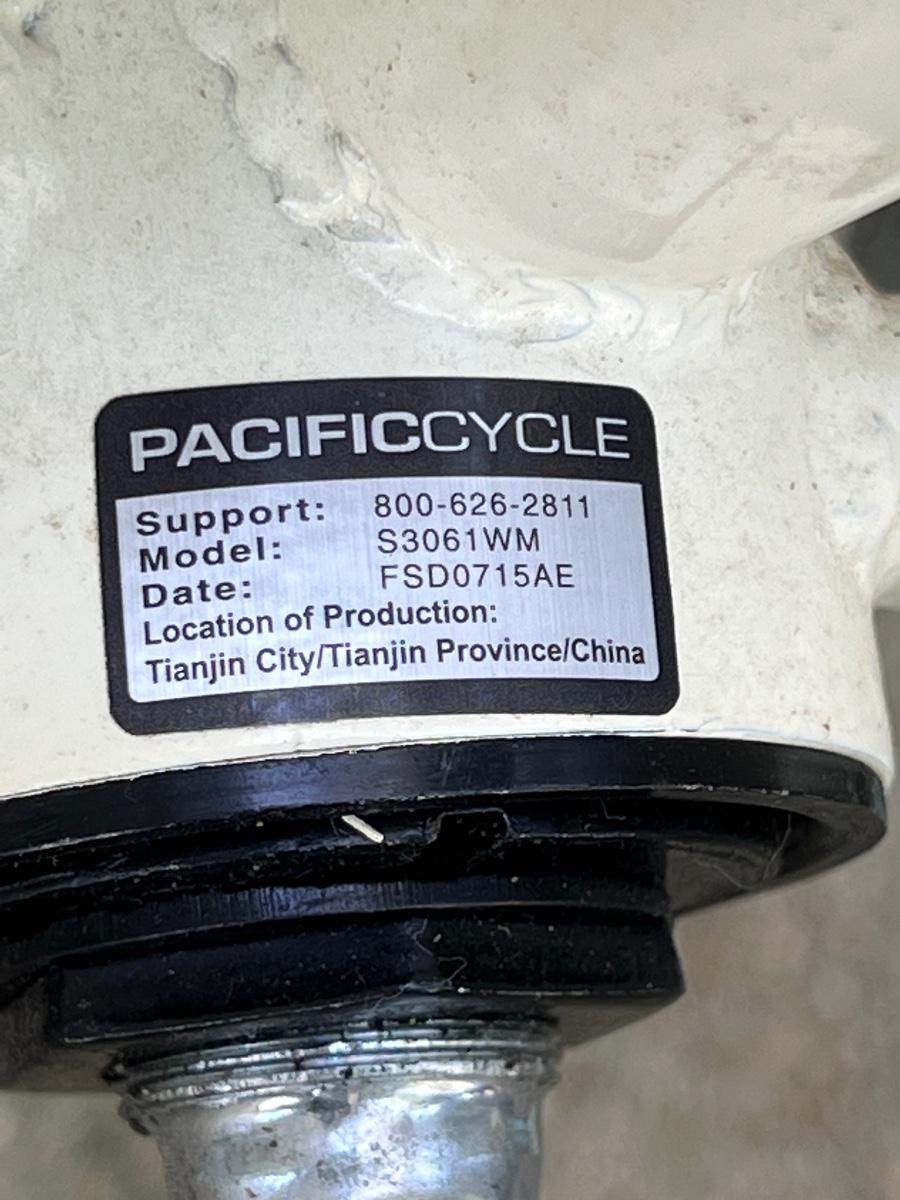 PACIFICCYCLE
Support: 800-626-2811
Model: S3061WM
Date: FSD0715AE
Location of Production:
Tianjin City/Tianjin Province/China